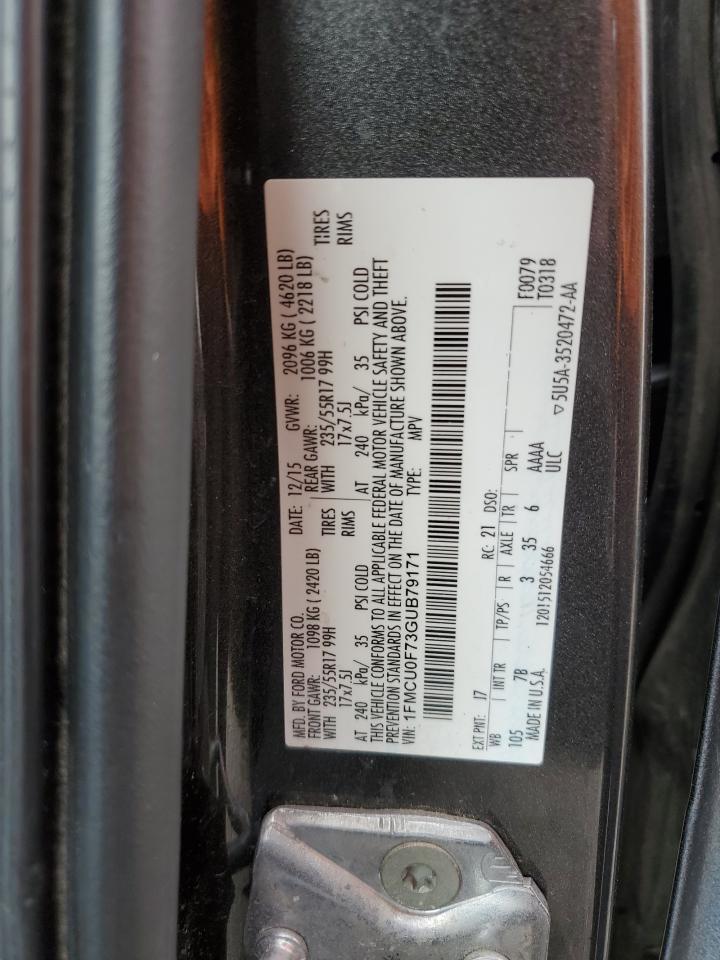 MFD. BY FORD MOTOR CO. DATE: 12/15 GVWR: 2096 KG ( 4620 LB)
FRONT GAWR: 1098 KG ( 2420 LB) REAR GAWR: 1006 KG ( 2218 LB)
WITH 235/55R17 99H TIRES WITH 235/55R17 99H TIRES
17x7.5J RIMS 17x7.5J RIMS
AT 240 kPa/ 35 PSI COLD AT 240 kPa/ 35 PSI COLD
THIS VEHICLE CONFORMS TO ALL APPLICABLE FEDERAL MOTOR VEHICLE SAFETY AND THEFT
PREVENTION STANDARDS IN EFFECT ON THE DATE OF MANUFACTURE SHOWN ABOVE.
VIN: 1FMCU0F73GUB79171 TYPE: MPV
EXT PNT: J7 RC: 21 DSO: F0079
WB INT TR TP/PS R AXLE TR SPR T0318
105 7B 3 35 6 AAAA
MADE IN U.S.A. 1201512054666 ULC ▽5U5A-3520472-AA